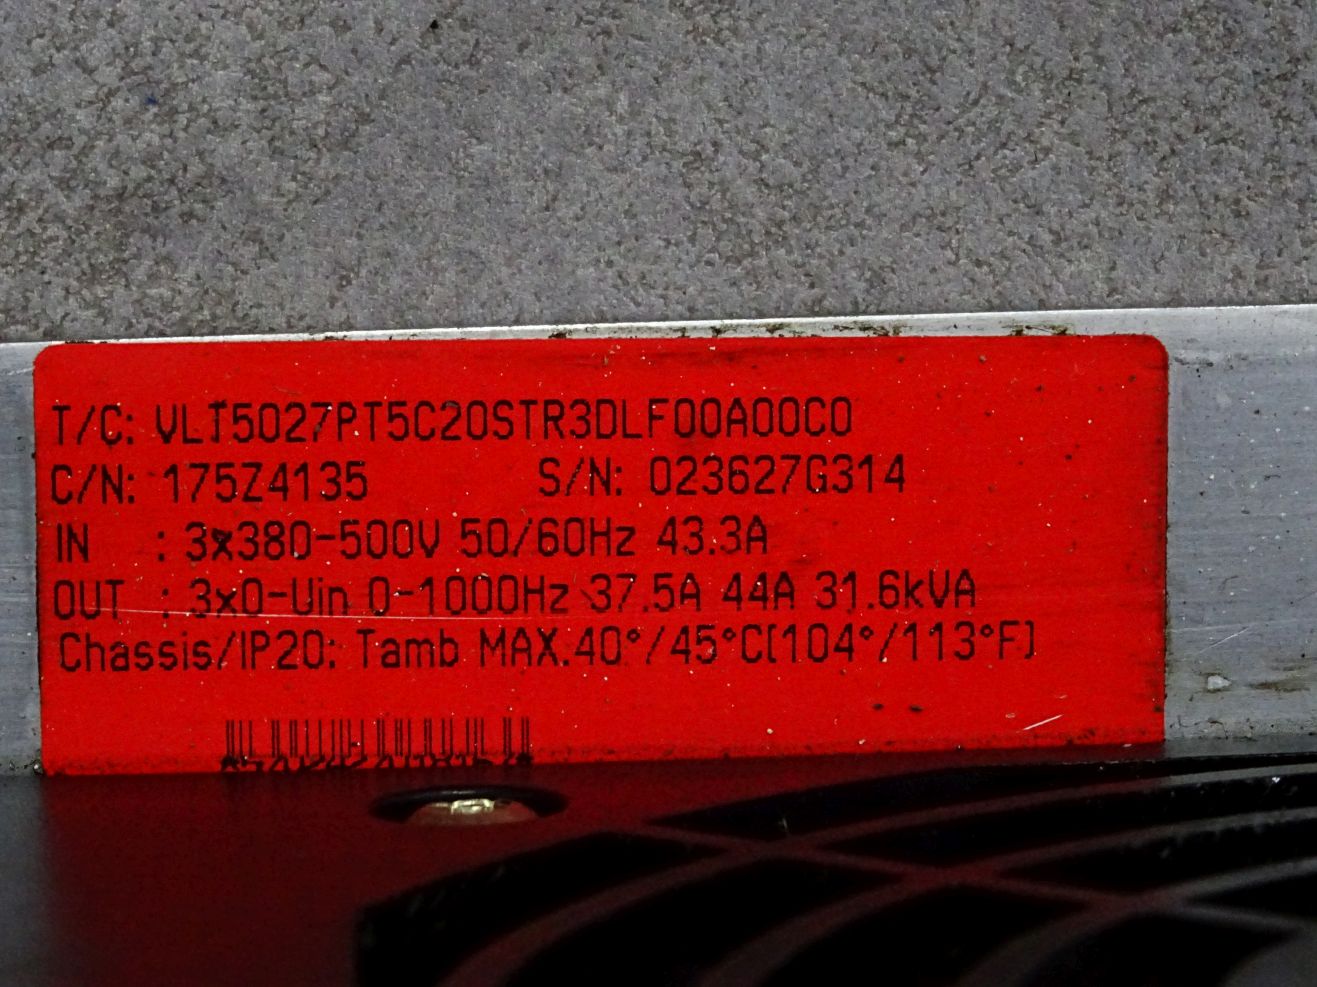 T/C: VLT5027PT5C20STR3DLF00A00C0
C/N: 175Z4135 S/N: 023627G314
IN : 3x380-500V 50/60Hz 43.3A
OUT : 3x0-Uin 0-1000Hz 37.5A 44A 31.6kVA
Chassis/IP20: Tamb MAX.40°/45°C[104°/113°F]